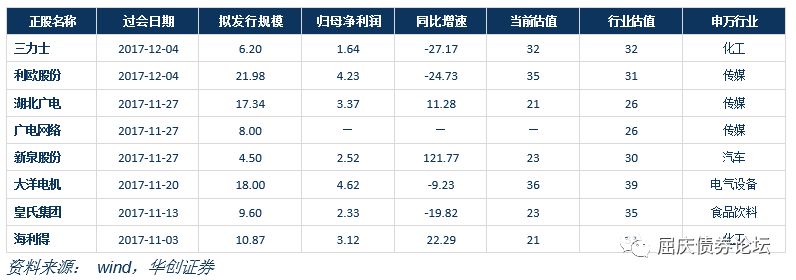 正股名称 过会日期 拟发行规模 归母净利润 同比增速 当前估值 行业估值 申万行业
三力士 2017-12-04 6.20 1.64 -27.17 32 32 化工
利欧股份 2017-12-04 21.98 4.23 -24.73 35 31 传媒
湖北广电 2017-11-27 17.34 3.37 11.28 21 26 传媒
广电网络 2017-11-27 8.00 — — — 26 传媒
新泉股份 2017-11-27 4.50 2.52 121.77 23 30 汽车
大洋电机 2017-11-20 18.00 4.62 -9.23 36 39 电气设备
皇氏集团 2017-11-13 9.60 2.33 -19.82 23 35 食品饮料
海利得 2017-11-03 10.87 3.12 22.29 21 化工
资料来源： wind，华创证券
屈庆债券论坛